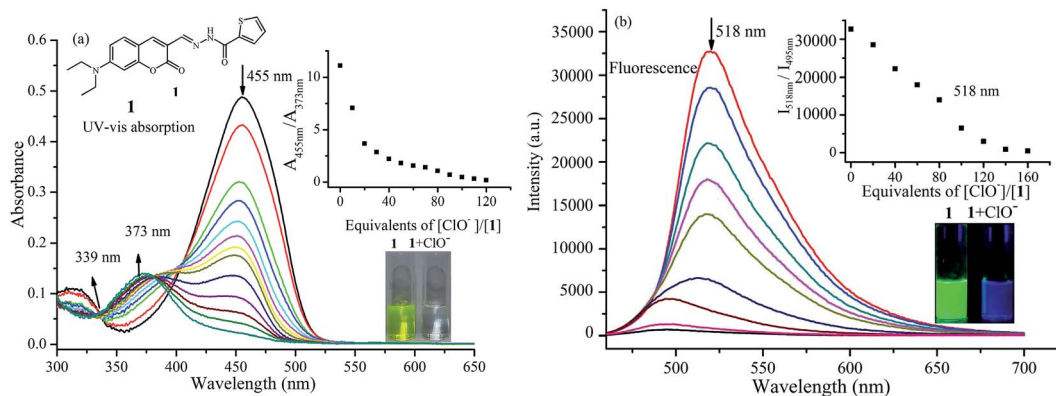 (a)
S
NH
N
O
N
O
O
1
1
UV-vis absorption
455 nm
373 nm
339 nm
Absorbance
0.6
0.5
0.4
0.3
0.2
0.1
0.0
300 350 400 450 500 550 600 650
Wavelength (nm)
A455nm/A373nm
10
5
0
0 40 80 120
Equivalents of [ClO⁻]/[1]
1 1+ClO⁻
(b)
518 nm
Fluorescence
Intensity (a.u.)
35000
30000
25000
20000
15000
10000
5000
0
500 550 600 650 700
Wavelength (nm)
I518nm / I495nm
30000
20000
10000
0
518 nm
0 40 80 120 160
Equivalents of [ClO⁻]/[1]
1 1+ClO⁻